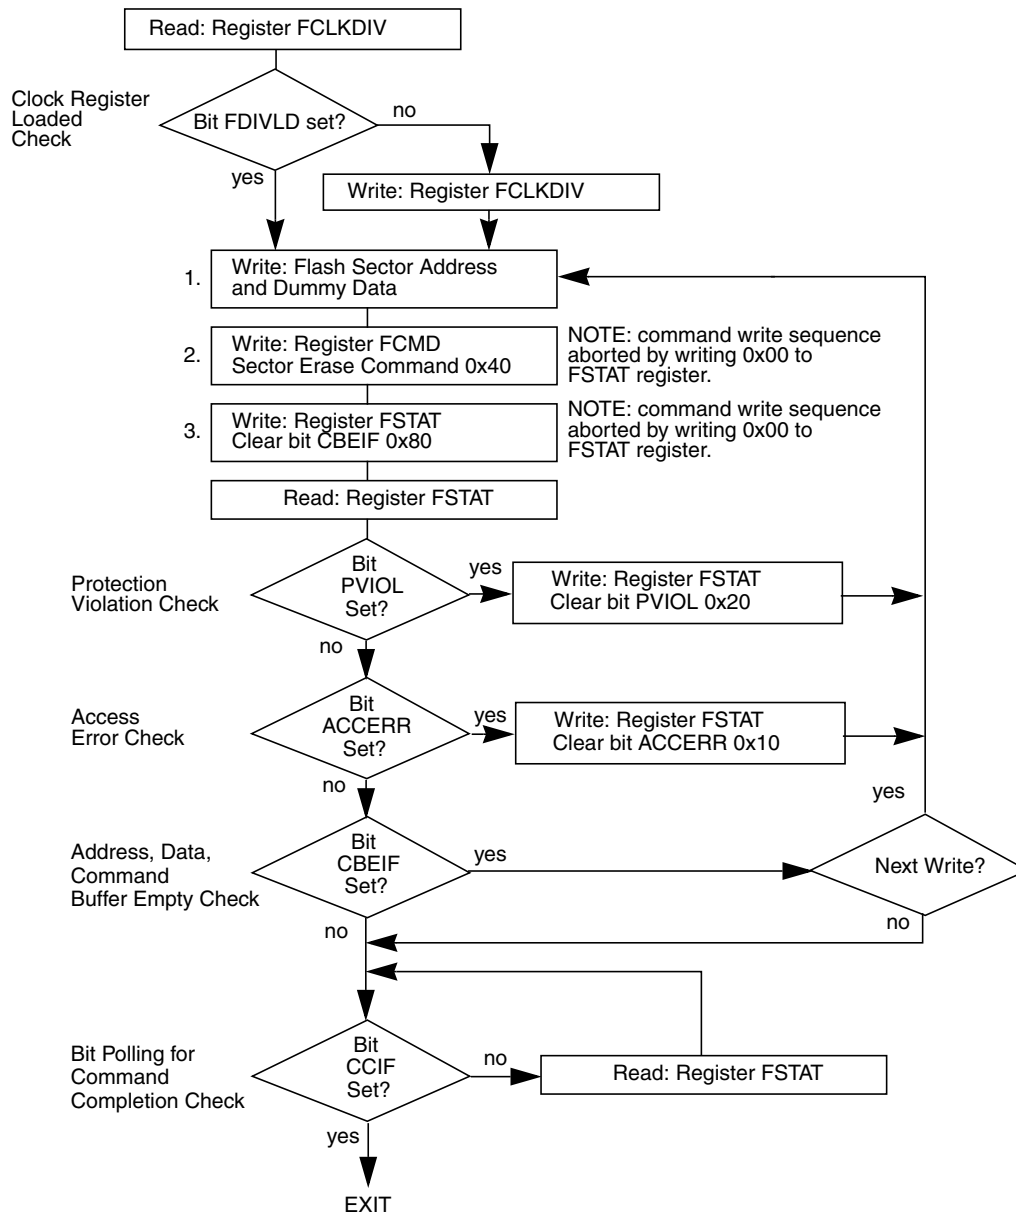 Read: Register FCLKDIV
Clock Register
Loaded
Check
Bit FDIVLD set?
no
yes
Write: Register FCLKDIV
1.
Write: Flash Sector Address
and Dummy Data
2.
Write: Register FCMD
Sector Erase Command 0x40
NOTE: command write sequence
aborted by writing 0x00 to
FSTAT register.
3.
Write: Register FSTAT
Clear bit CBEIF 0x80
NOTE: command write sequence
aborted by writing 0x00 to
FSTAT register.
Read: Register FSTAT
Protection
Violation Check
Bit
PVIOL
Set?
yes
Write: Register FSTAT
Clear bit PVIOL 0x20
no
Access
Error Check
Bit
ACCERR
Set?
yes
Write: Register FSTAT
Clear bit ACCERR 0x10
no
yes
Address, Data,
Command
Buffer Empty Check
Bit
CBEIF
Set?
yes
Next Write?
no
no
Bit Polling for
Command
Completion Check
Bit
CCIF
Set?
no
Read: Register FSTAT
yes
EXIT